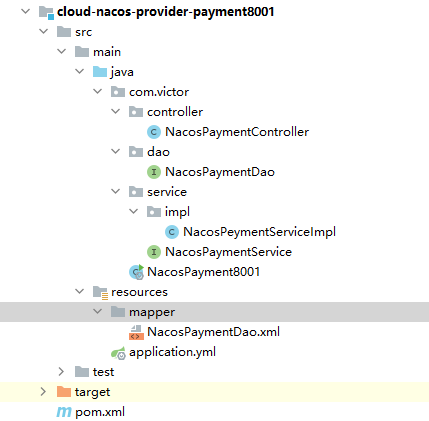 cloud-nacos-provider-payment8001
src
main
java
com.victor
controller
NacosPaymentController
dao
NacosPaymentDao
service
impl
NacosPeymentServiceImpl
NacosPaymentService
NacosPayment8001
resources
mapper
NacosPaymentDao.xml
application.yml
test
target
pom.xml